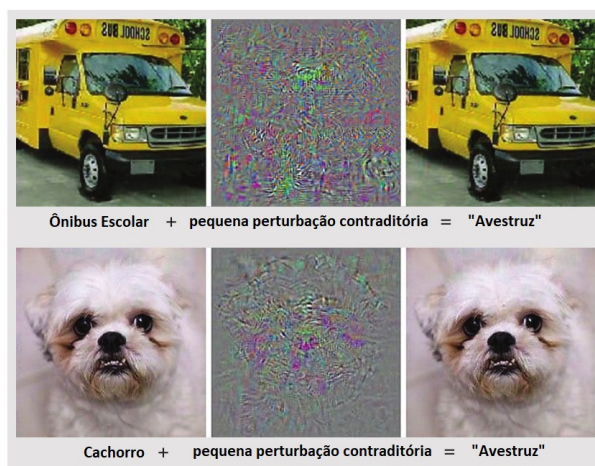 SCHOOL BUS
SCHOOL BUS
Ônibus Escolar + pequena perturbação contraditória = "Avestruz"
Cachorro + pequena perturbação contraditória = "Avestruz"